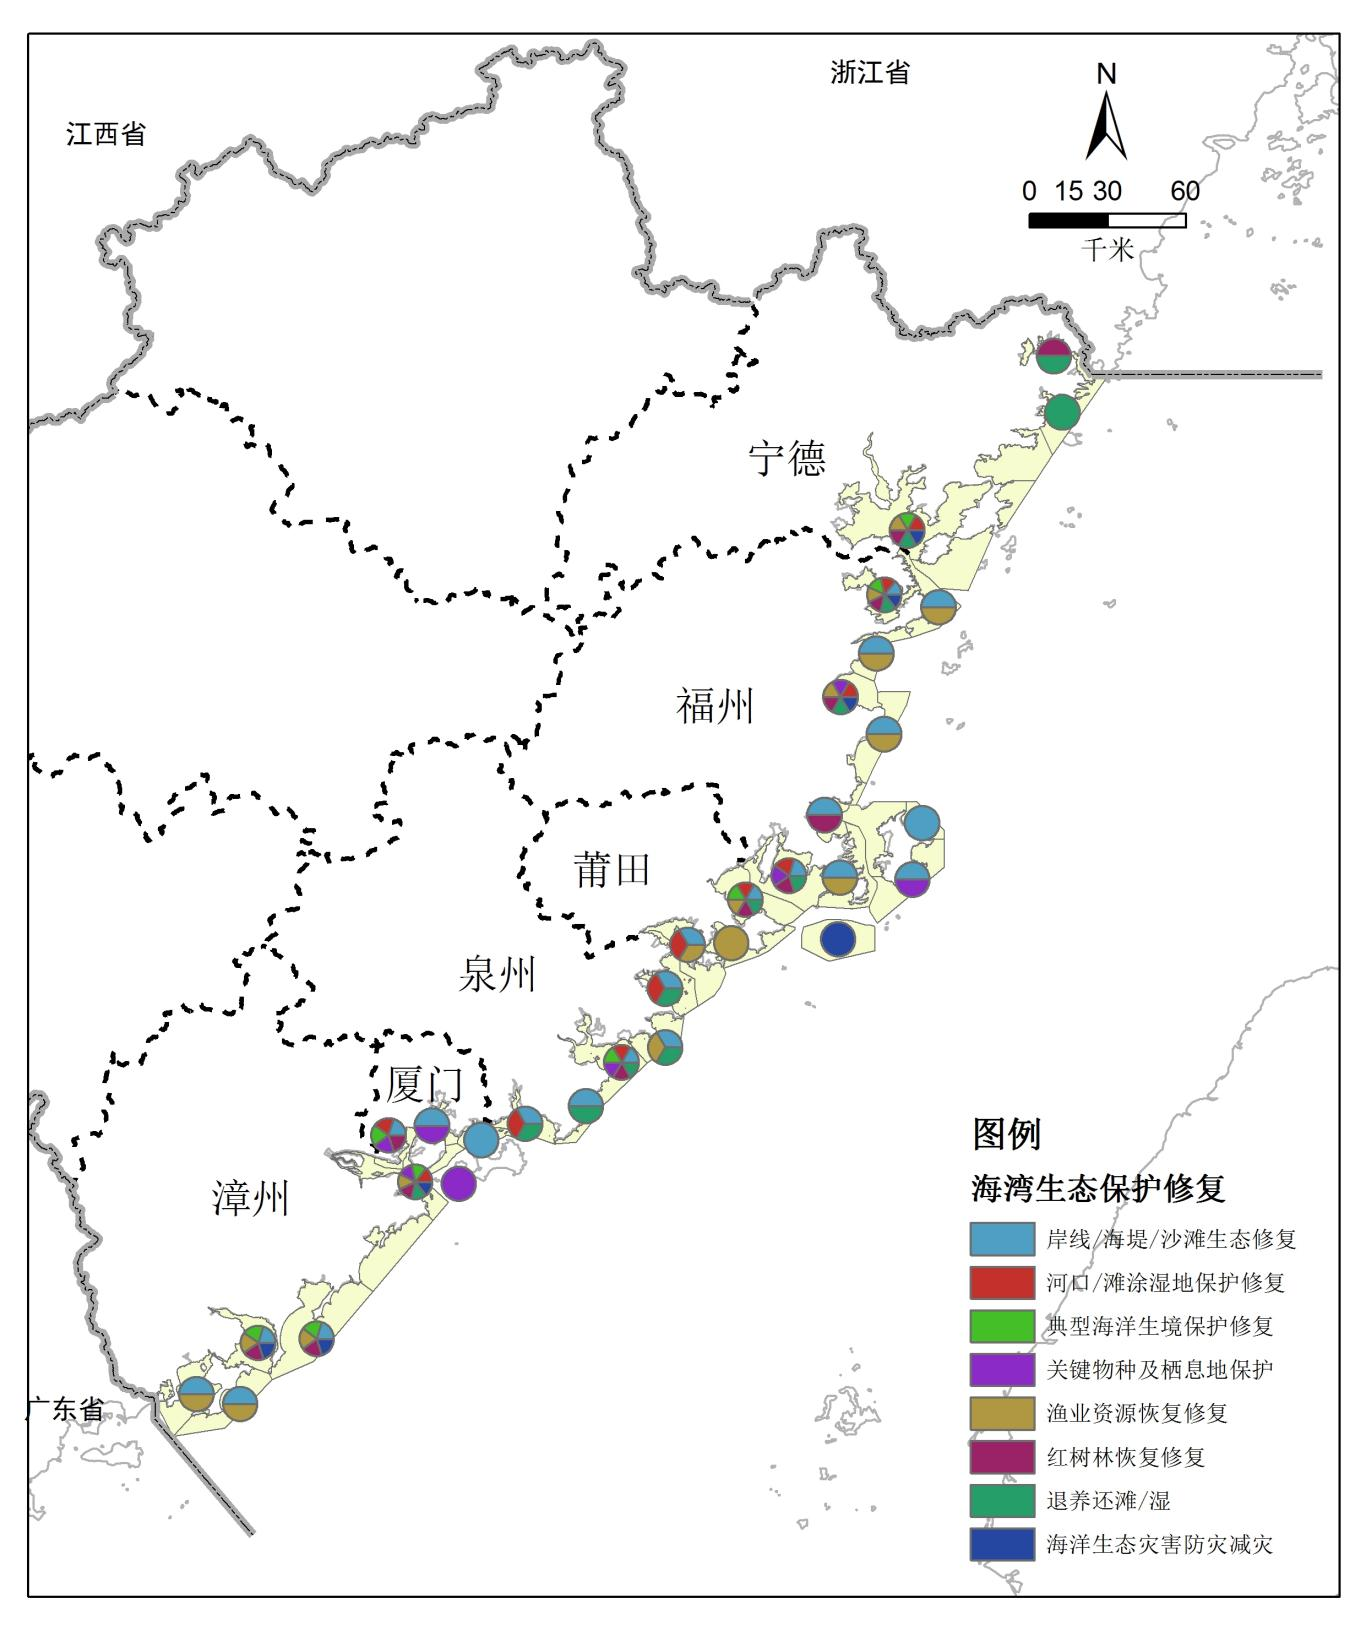 浙江省
N
江西省
0 15 30 60
千米
宁德
福州
莆田
泉州
厦门
漳州
广东省
图例
海湾生态保护修复
岸线/海堤/沙滩生态修复
河口/滩涂湿地保护修复
典型海洋生境保护修复
关键物种及栖息地保护
渔业资源恢复修复
红树林恢复修复
退养还滩/湿
海洋生态灾害防灾减灾